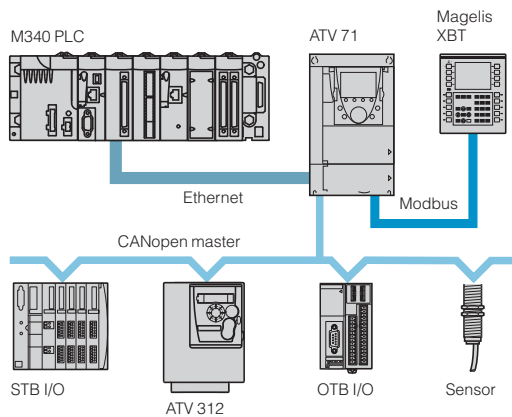 M340 PLC
ATV 71
Magelis
XBT
Ethernet
Modbus
CANopen master
STB I/O
ATV 312
OTB I/O
Sensor